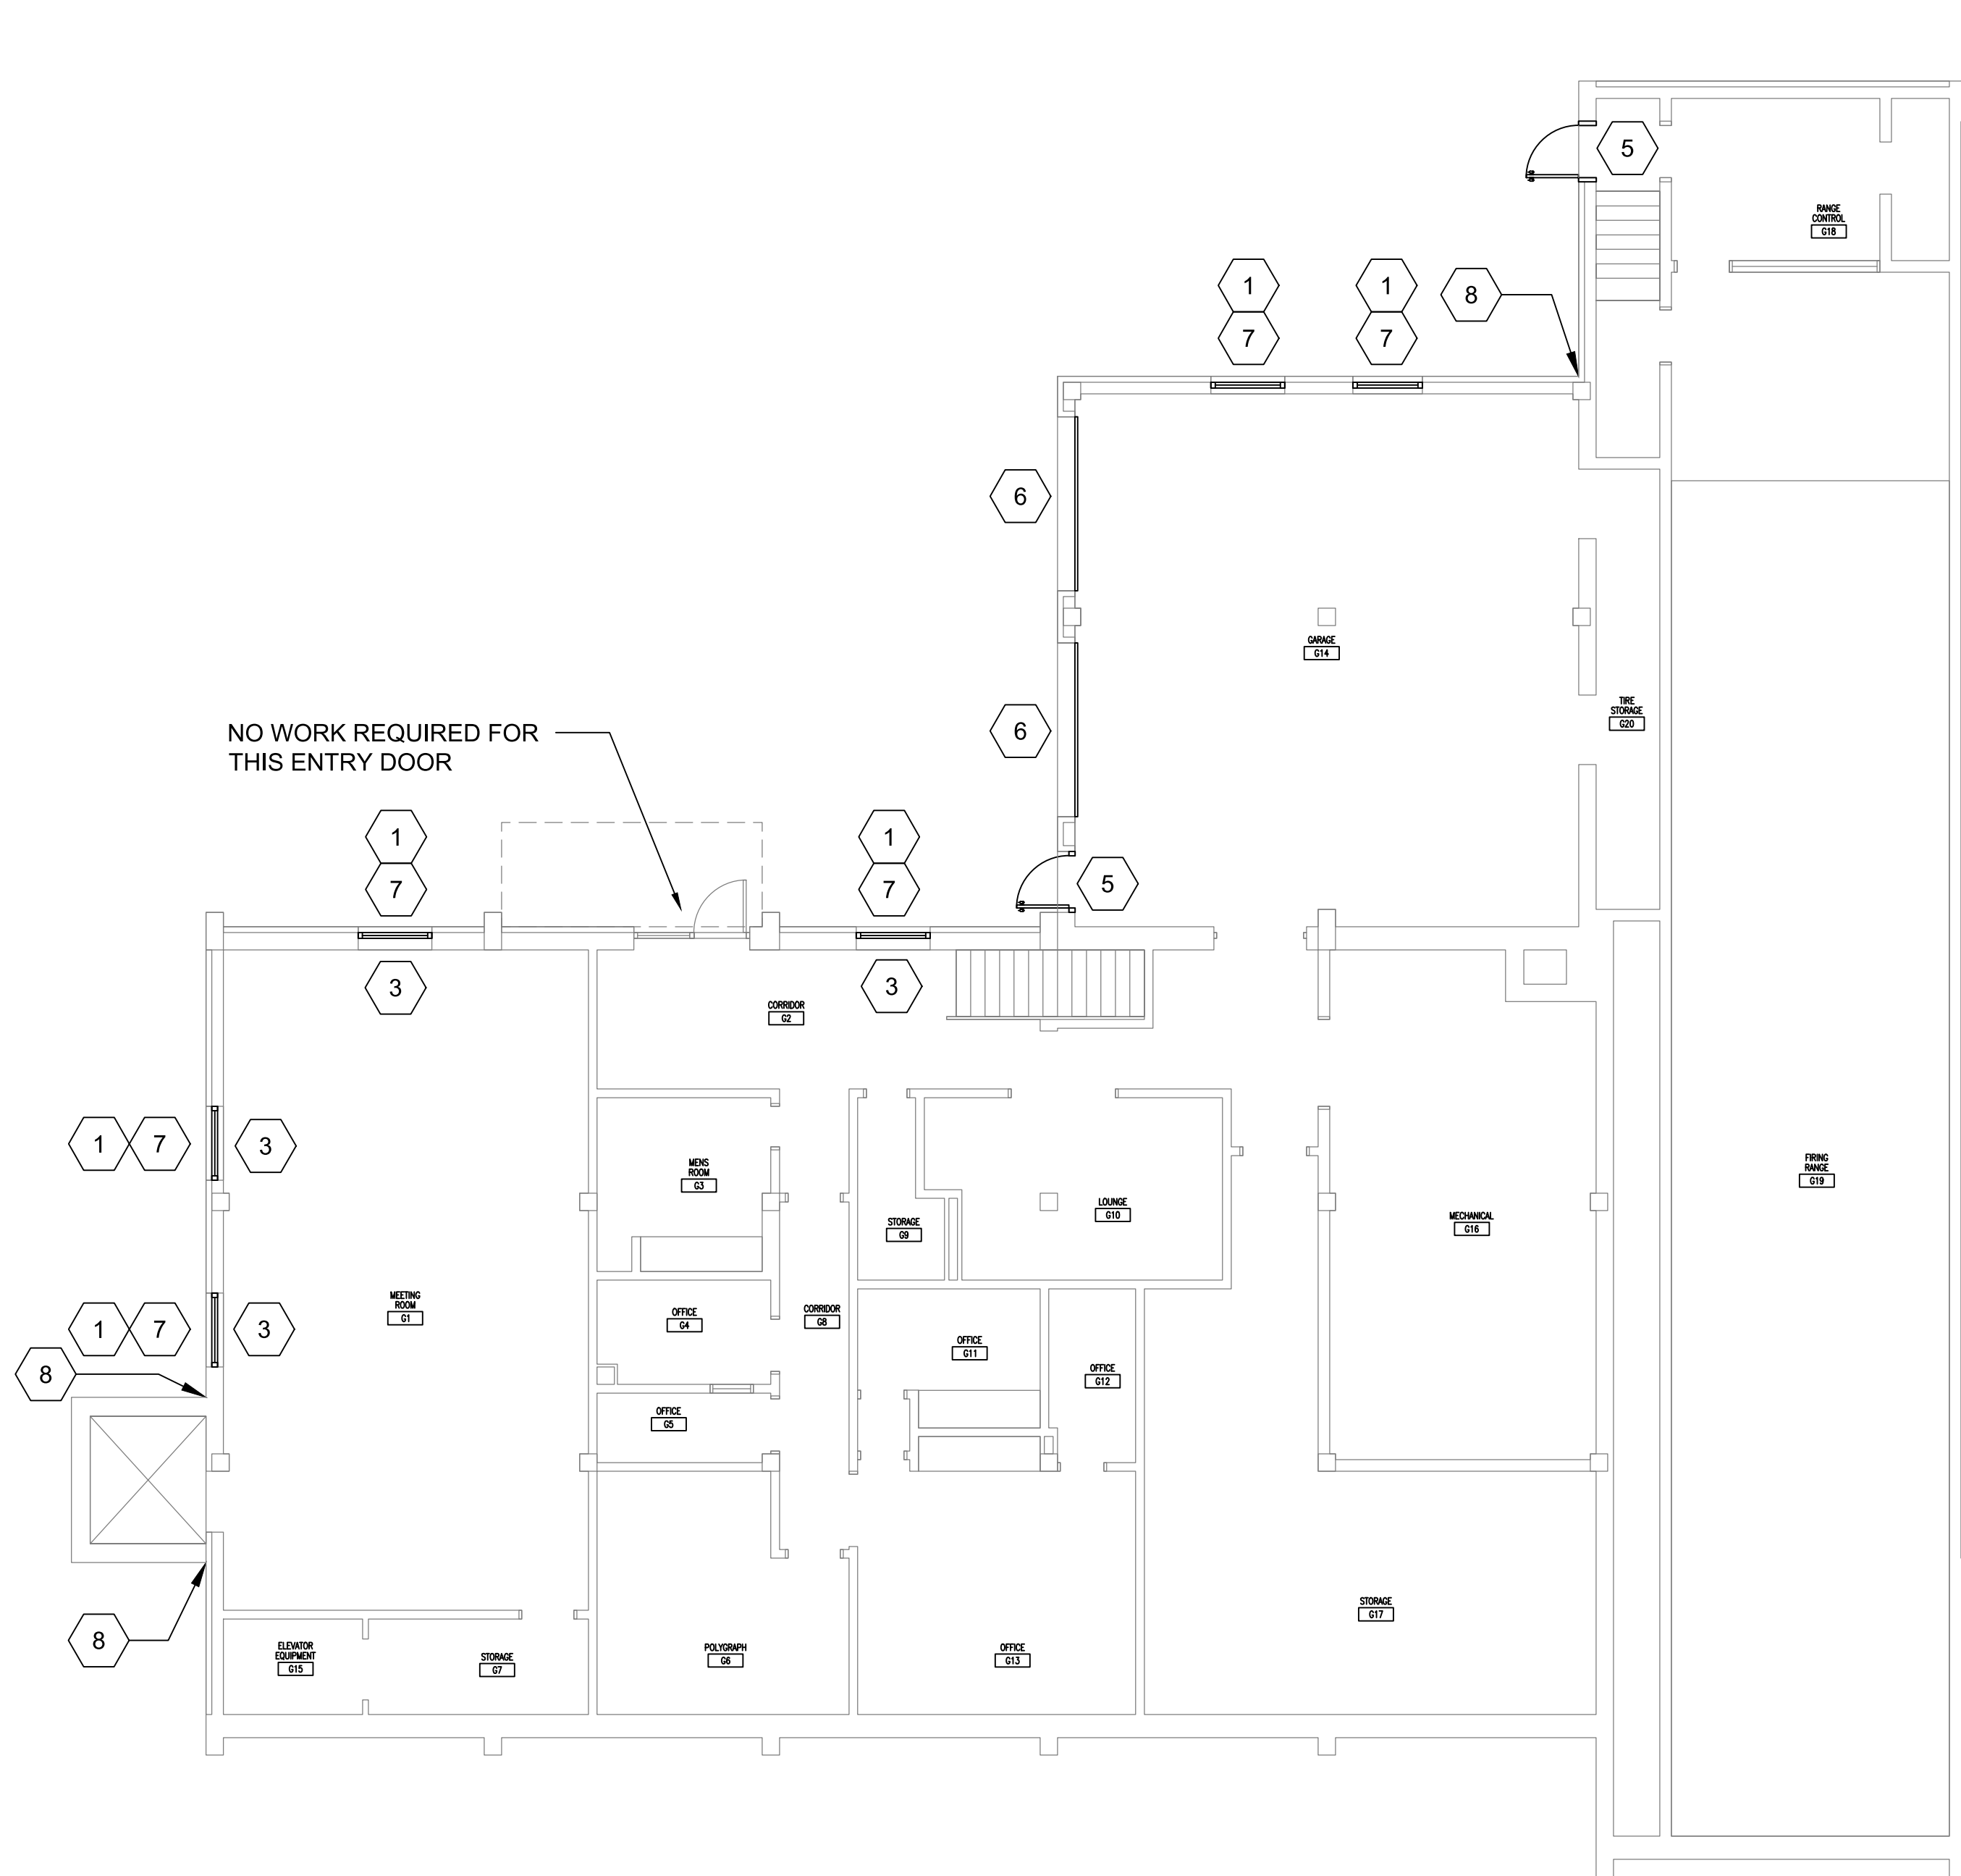 5
RANGE
CONTROL
G18
1
1
8
7
7
6
GARAGE
G14
TIRE
STORAGE
G20
6
NO WORK REQUIRED FOR
THIS ENTRY DOOR
1
1
7
7
5
3
3
CORRIDOR
G2
1
7
3
MENS
ROOM
G3
STORAGE
G9
LOUNGE
G10
MECHANICAL
G16
FIRING
RANGE
G19
MEETING
ROOM
G1
1
7
3
OFFICE
G4
CORRIDOR
G8
OFFICE
G11
OFFICE
G12
8
OFFICE
G5
8
ELEVATOR
EQUIPMENT
G15
STORAGE
G7
POLYGRAPH
G6
OFFICE
G13
STORAGE
G17